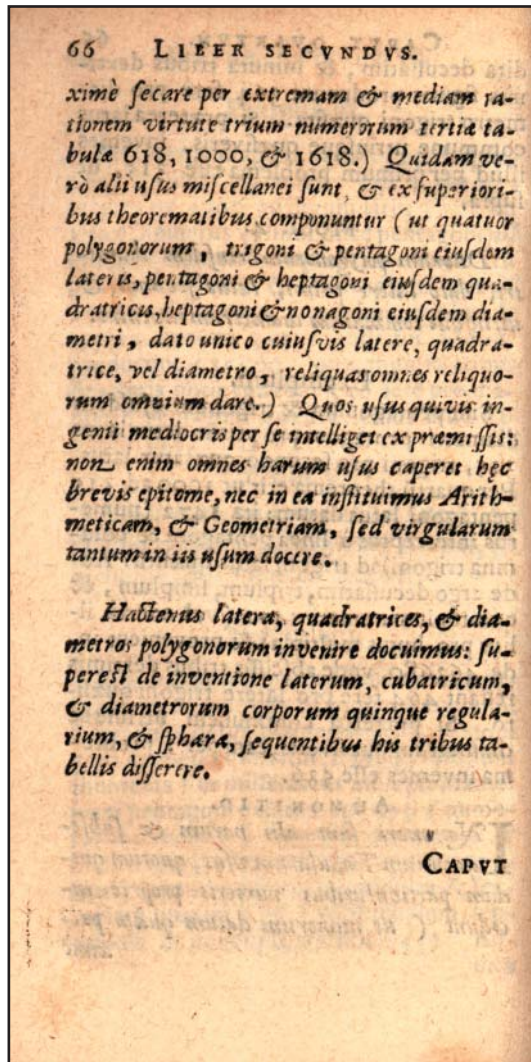 66 LIBER SECVNDVS.
ximè ſecare per extremam & mediam ra-
tionem virtute trium numerorum tertiæ ta-
bulæ 618, 1000, & 1618.) Quidam ve-
rò alii uſus miſcellanei ſunt, & ex ſuperiori-
bus theorematibus componuntur (ut quatuor
polygonorum, trigoni & pentagoni eiuſdem
lateris, pentagoni & heptagoni eiuſdem qua-
dratricis, heptagoni & nonagoni eiuſdem dia-
metri, dato unico cuiuſvis latere, quadra-
trice, vel diametro, reliquas omnes reliquo-
rum omnium dare.) Quos uſus quivis in-
genii mediocris per ſe intelliget ex præmiſſis:
non enim omnes harum uſus caperet hęc
brevis epitome, nec in ea inſtituimus Arith-
meticam, & Geometriam, ſed virgularum
tantum in iis uſum docere.
Hactenus latera, quadratrices, & dia-
metros polygonorum invenire docuimus: ſu-
pereſt de inventione laterum, cubatricum,
& diametrorum corporum quinque regula-
rium, & ſphæræ, ſequentibus his tribus ta-
bellis diſſerere.
CAPVT